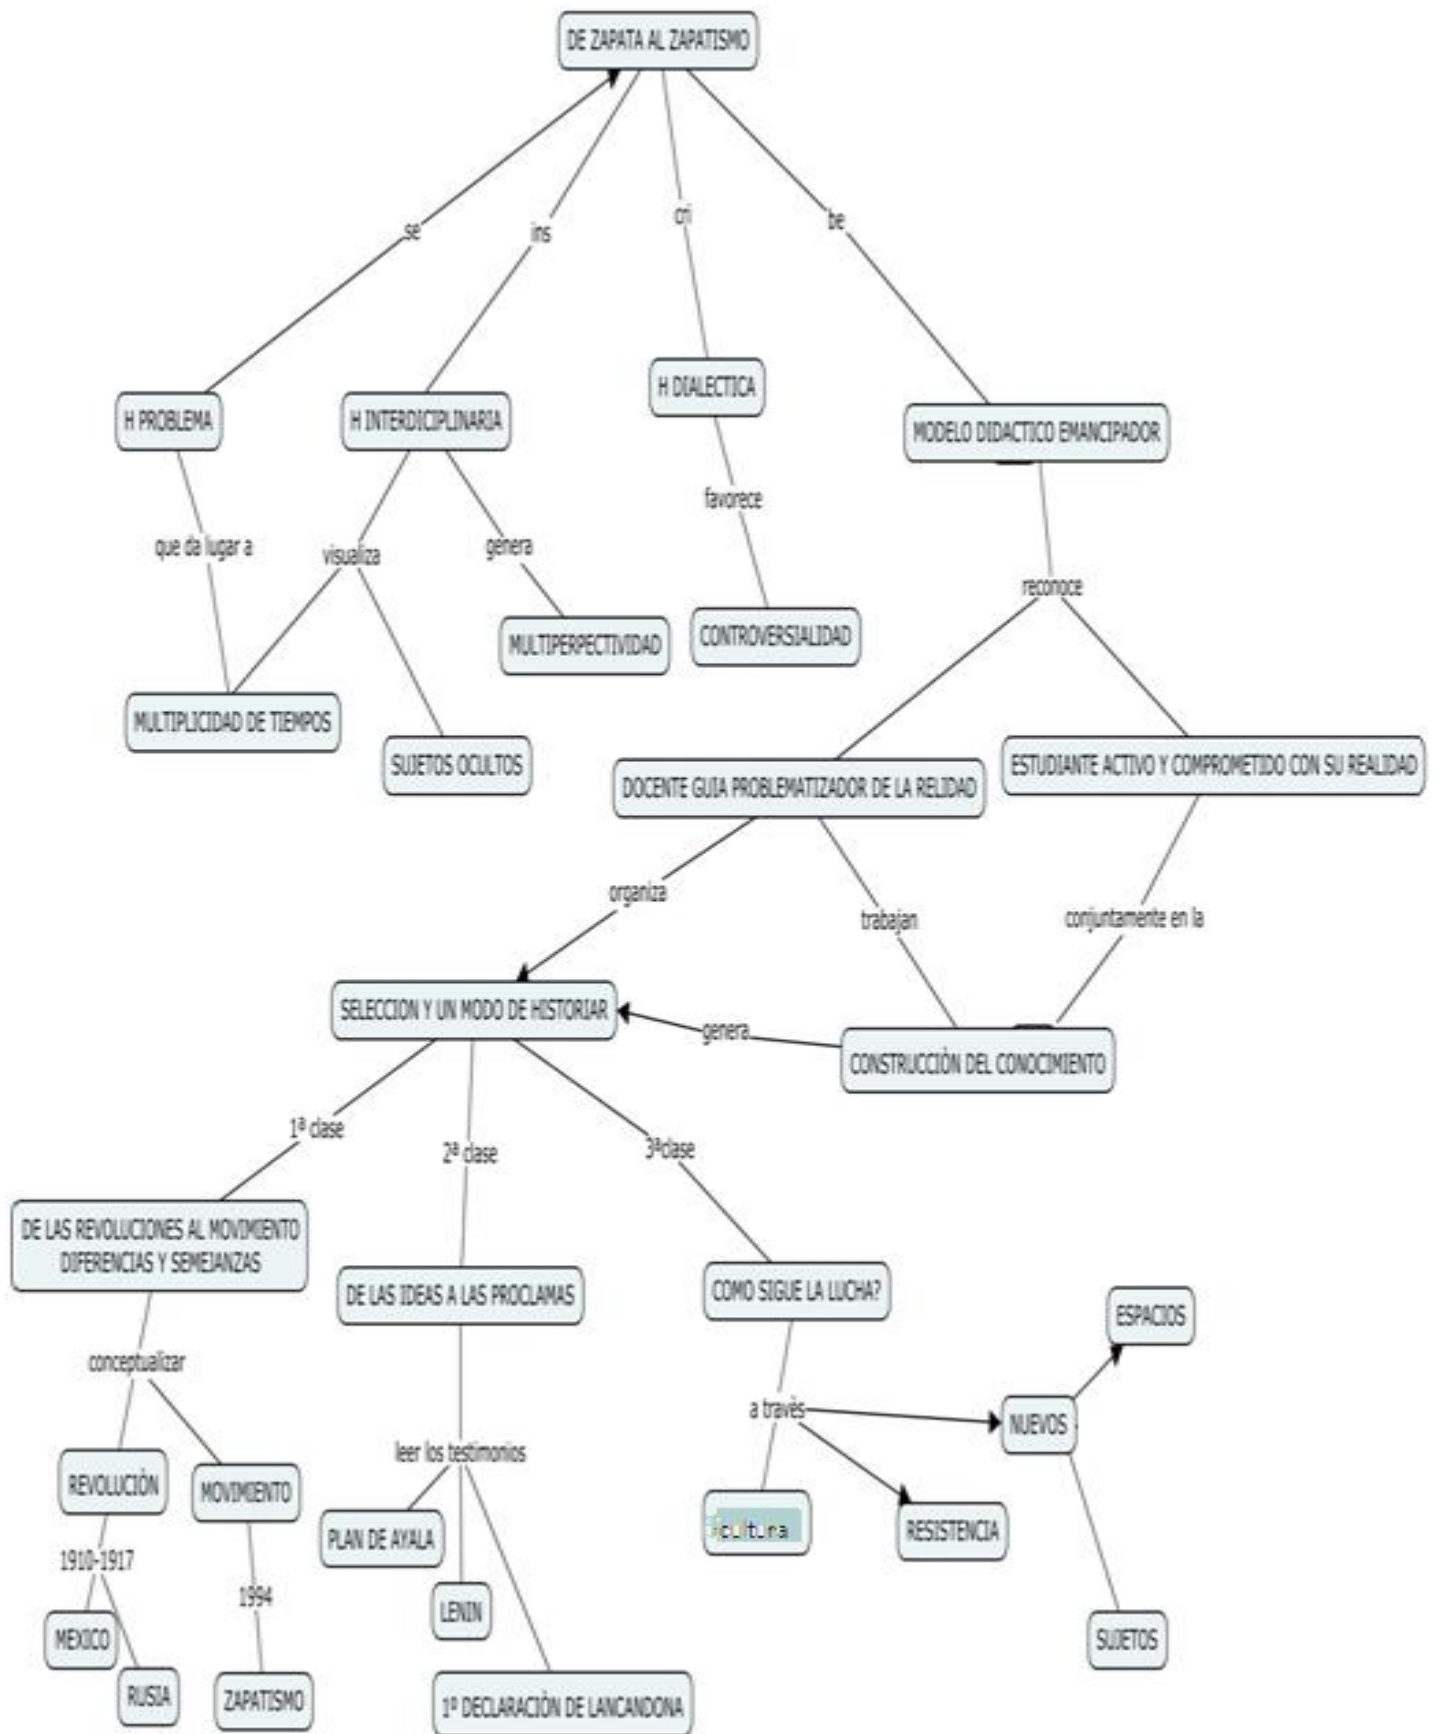 DE ZAPATA AL ZAPATISMO
se
ins
cri
be
H PROBLEMA
H INTERDICIPLINARIA
H DIALECTICA
MODELO DIDACTICO EMANCIPADOR
que da lugar a
visualiza
genera
favorece
reconoce
MULTIPLICIDAD DE TIEMPOS
SUJETOS OCULTOS
MULTIPERPECTIVIDAD
CONTROVERSIALIDAD
DOCENTE GUIA PROBLEMATIZADOR DE LA RELIDAD
ESTUDIANTE ACTIVO Y COMPROMETIDO CON SU REALIDAD
organiza
trabajan
conjuntamente en la
SELECCION Y UN MODO DE HISTORIAR
genera
CONSTRUCCIÒN DEL CONOCIMIENTO
1ª clase
2ª clase
3ªclase
DE LAS REVOLUCIONES AL MOVIMIENTO
DIFERENCIAS Y SEMEJANZAS
DE LAS IDEAS A LAS PROCLAMAS
COMO SIGUE LA LUCHA?
ESPACIOS
conceptualizar
leer los testimonios
a travès
NUEVOS
REVOLUCIÒN
MOVIMIENTO
PLAN DE AYALA
cultura
RESISTENCIA
1910-1917
1994
LENIN
MEXICO
RUSIA
ZAPATISMO
1º DECLARACIÒN DE LANCANDONA
SUJETOS